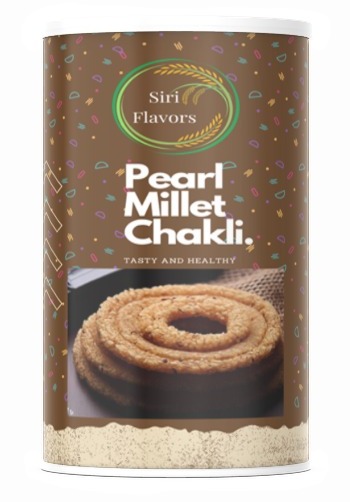 Siri
Flavors
Pearl
Millet
Chakli.
TASTY AND HEALTHY